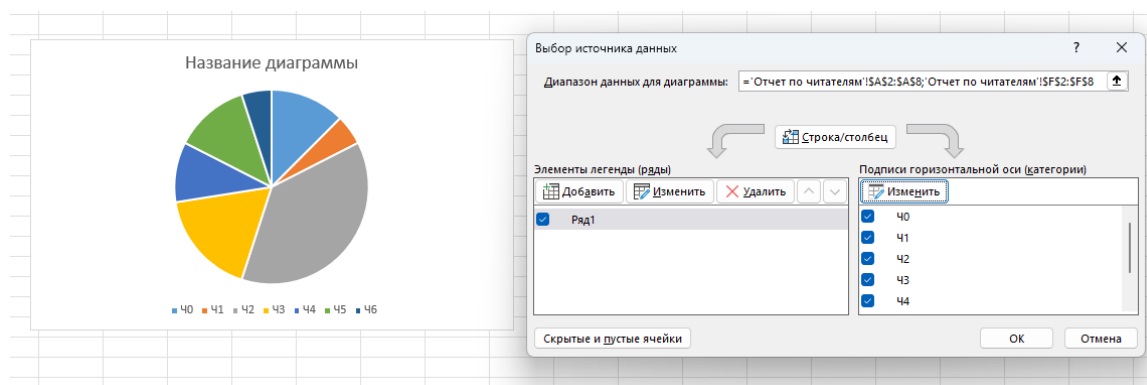 Название диаграммы
Ч0 Ч1 Ч2 Ч3 Ч4 Ч5 Ч6
Выбор источника данных ? ×
Диапазон данных для диаграммы: ='Отчет по читателям'!$A$2:$A$8;'Отчет по читателям'!$F$2:$F$8
Строка/столбец
Элементы легенды (ряды)
Добавить Изменить Удалить
Ряд1
Подписи горизонтальной оси (категории)
Изменить
Ч0
Ч1
Ч2
Ч3
Ч4
Скрытые и пустые ячейки
ОК Отмена